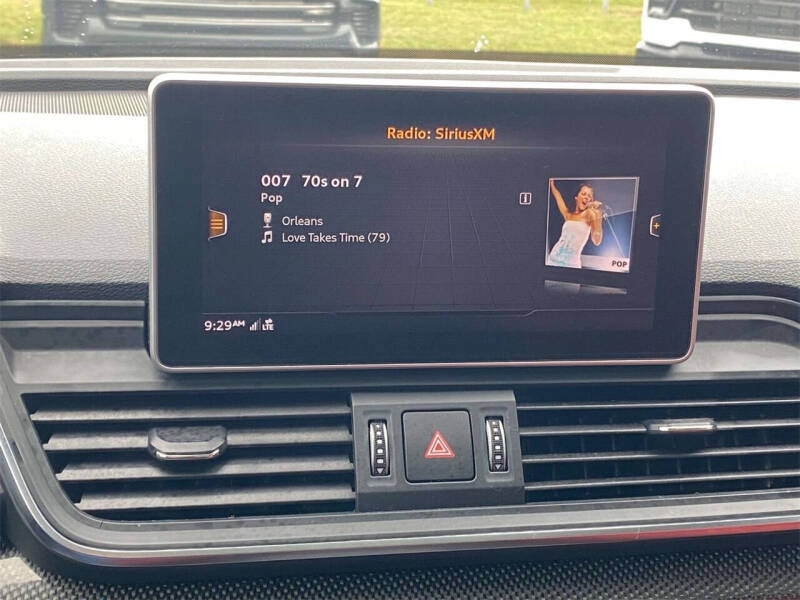 Radio: SiriusXM
007 70s on 7
Pop
i
Orleans
Love Takes Time (79)
POP
+
9:29AM LTE